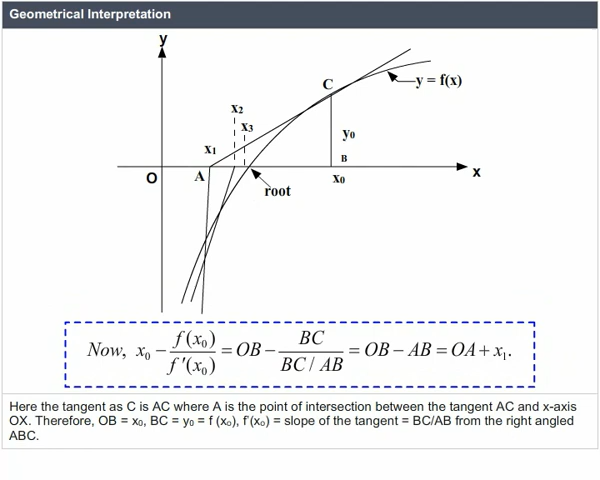 Geometrical Interpretation
y
C
y = f(x)
x₂
x₃
x₁
y₀
B
x
O
A
x₀
root
Now, x₀ − f(x₀) / f'(x₀) = OB − BC / (BC / AB) = OB − AB = OA + x₁.
Here the tangent as C is AC where A is the point of intersection between the tangent AC and x-axis
OX. Therefore, OB = x₀, BC = y₀ = f (xₒ), f'(xₒ) = slope of the tangent = BC/AB from the right angled
ABC.